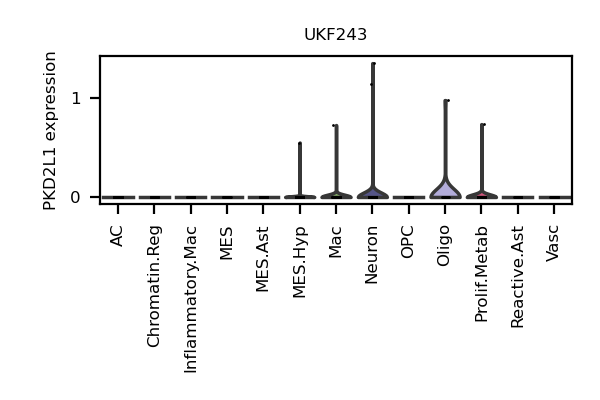 UKF243
PKD2L1 expression
1
0
AC
Chromatin.Reg
Inflammatory.Mac
MES
MES.Ast
MES.Hyp
Mac
Neuron
OPC
Oligo
Prolif.Metab
Reactive.Ast
Vasc